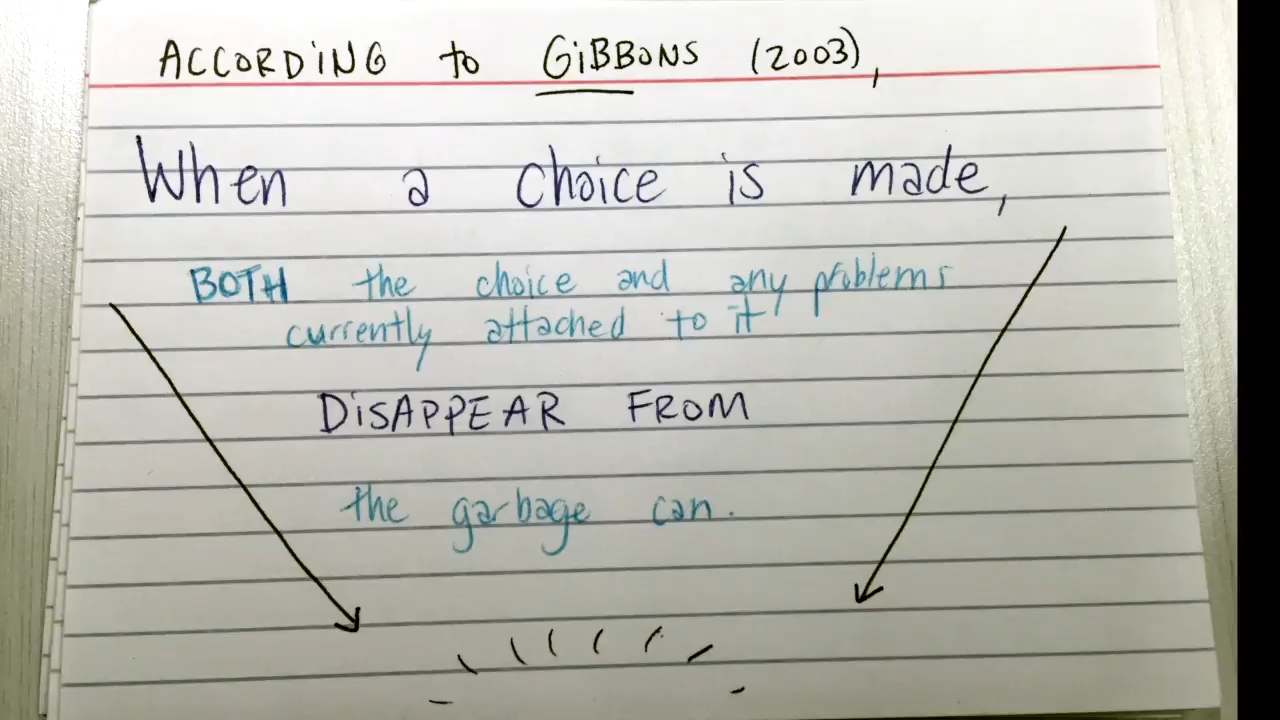 ACCORDiNG to GiBBONS (2003),
When a choice is made,
BOTH the choice and any problems
currently attached to it
DiSAPPEAR FROM
the garbage can.